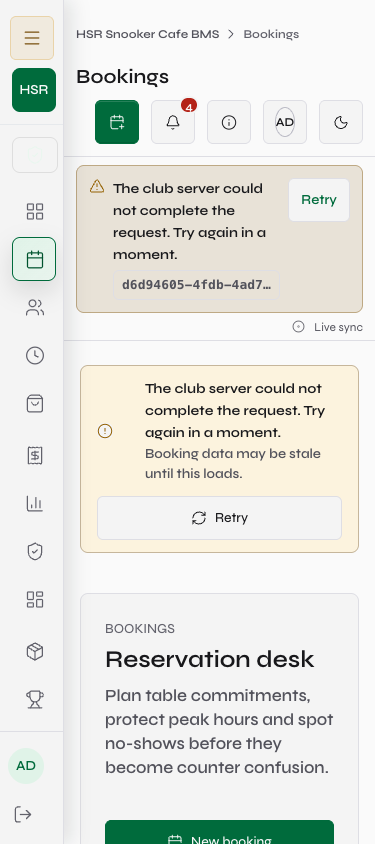 HSR
HSR Snooker Cafe BMS
Bookings
Bookings
4
AD
The club server could
not complete the
request. Try again in a
moment.
d6d94605-4fdb-4ad7…
Retry
Live sync
The club server could not
complete the request. Try
again in a moment.
Booking data may be stale
until this loads.
Retry
BOOKINGS
Reservation desk
Plan table commitments,
protect peak hours and spot
no-shows before they
become counter confusion.
New booking
AD